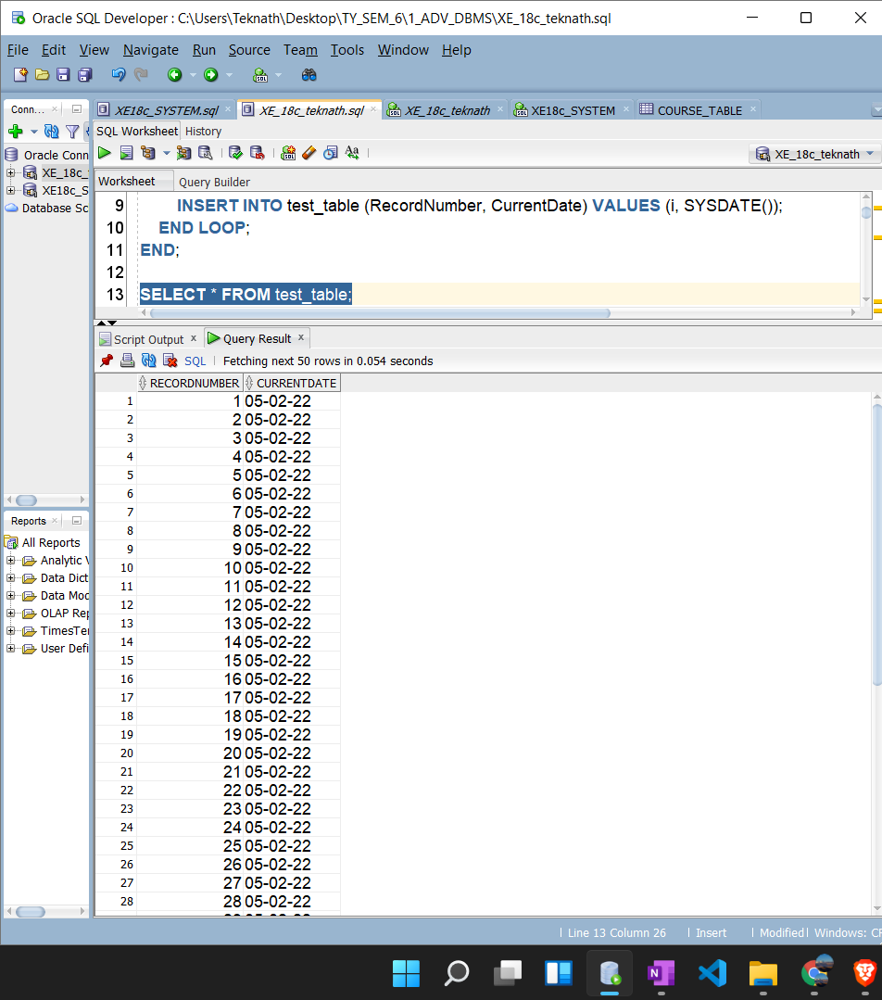 Oracle SQL Developer : C:\Users\Teknath\Desktop\TY_SEM_6\1_ADV_DBMS\XE_18c_teknath.sql
File Edit View Navigate Run Source Team Tools Window Help
Conn...
XE18c_SYSTEM.sql XE_18c_teknath.sql XE_18c_teknath XE18c_SYSTEM COURSE_TABLE
SQL Worksheet History
Oracle Conn
XE_18c_
XE18c_S
Database Sc
XE_18c_teknath
Worksheet Query Builder
9 INSERT INTO test_table (RecordNumber, CurrentDate) VALUES (i, SYSDATE());
10 END LOOP;
11 END;
12
13 SELECT * FROM test_table;
Script Output x Query Result x
SQL | Fetching next 50 rows in 0.054 seconds
RECORDNUMBER CURRENTDATE
1 1 05-02-22
2 2 05-02-22
3 3 05-02-22
4 4 05-02-22
5 5 05-02-22
6 6 05-02-22
7 7 05-02-22
8 8 05-02-22
9 9 05-02-22
10 10 05-02-22
11 11 05-02-22
12 12 05-02-22
13 13 05-02-22
14 14 05-02-22
15 15 05-02-22
16 16 05-02-22
17 17 05-02-22
18 18 05-02-22
19 19 05-02-22
20 20 05-02-22
21 21 05-02-22
22 22 05-02-22
23 23 05-02-22
24 24 05-02-22
25 25 05-02-22
26 26 05-02-22
27 27 05-02-22
28 28 05-02-22
Reports
All Reports
Analytic V
Data Dict
Data Moc
OLAP Rep
TimesTer
User Defi
Line 13 Column 26 | Insert | Modified | Windows: CF